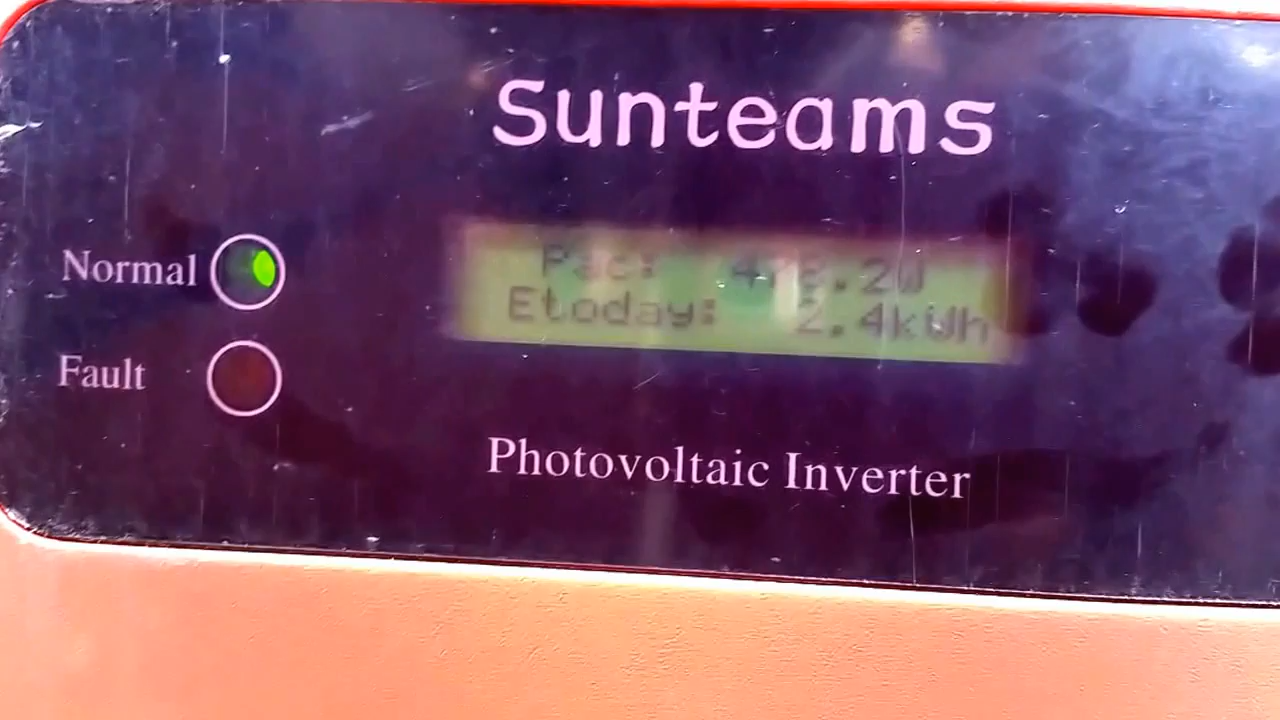 Sunteams
Normal
Pac:
Etoday: 2.4kWh
Fault
Photovoltaic Inverter